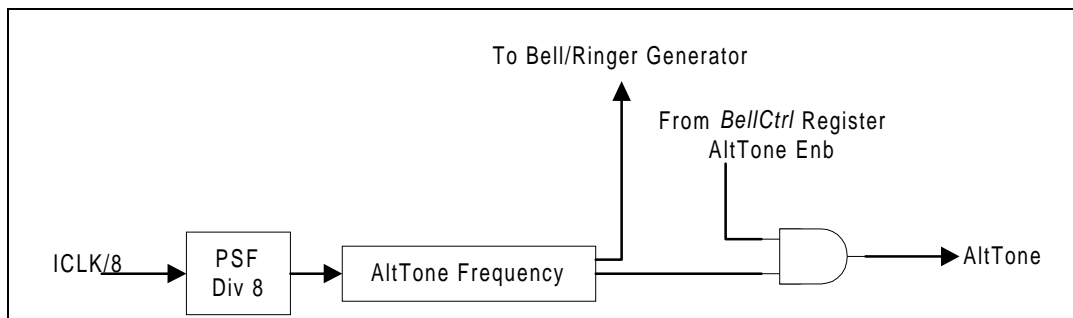 To Bell/Ringer Generator
From BellCtrl Register
AltTone Enb
ICLK/8
PSF
Div 8
AltTone Frequency
AltTone